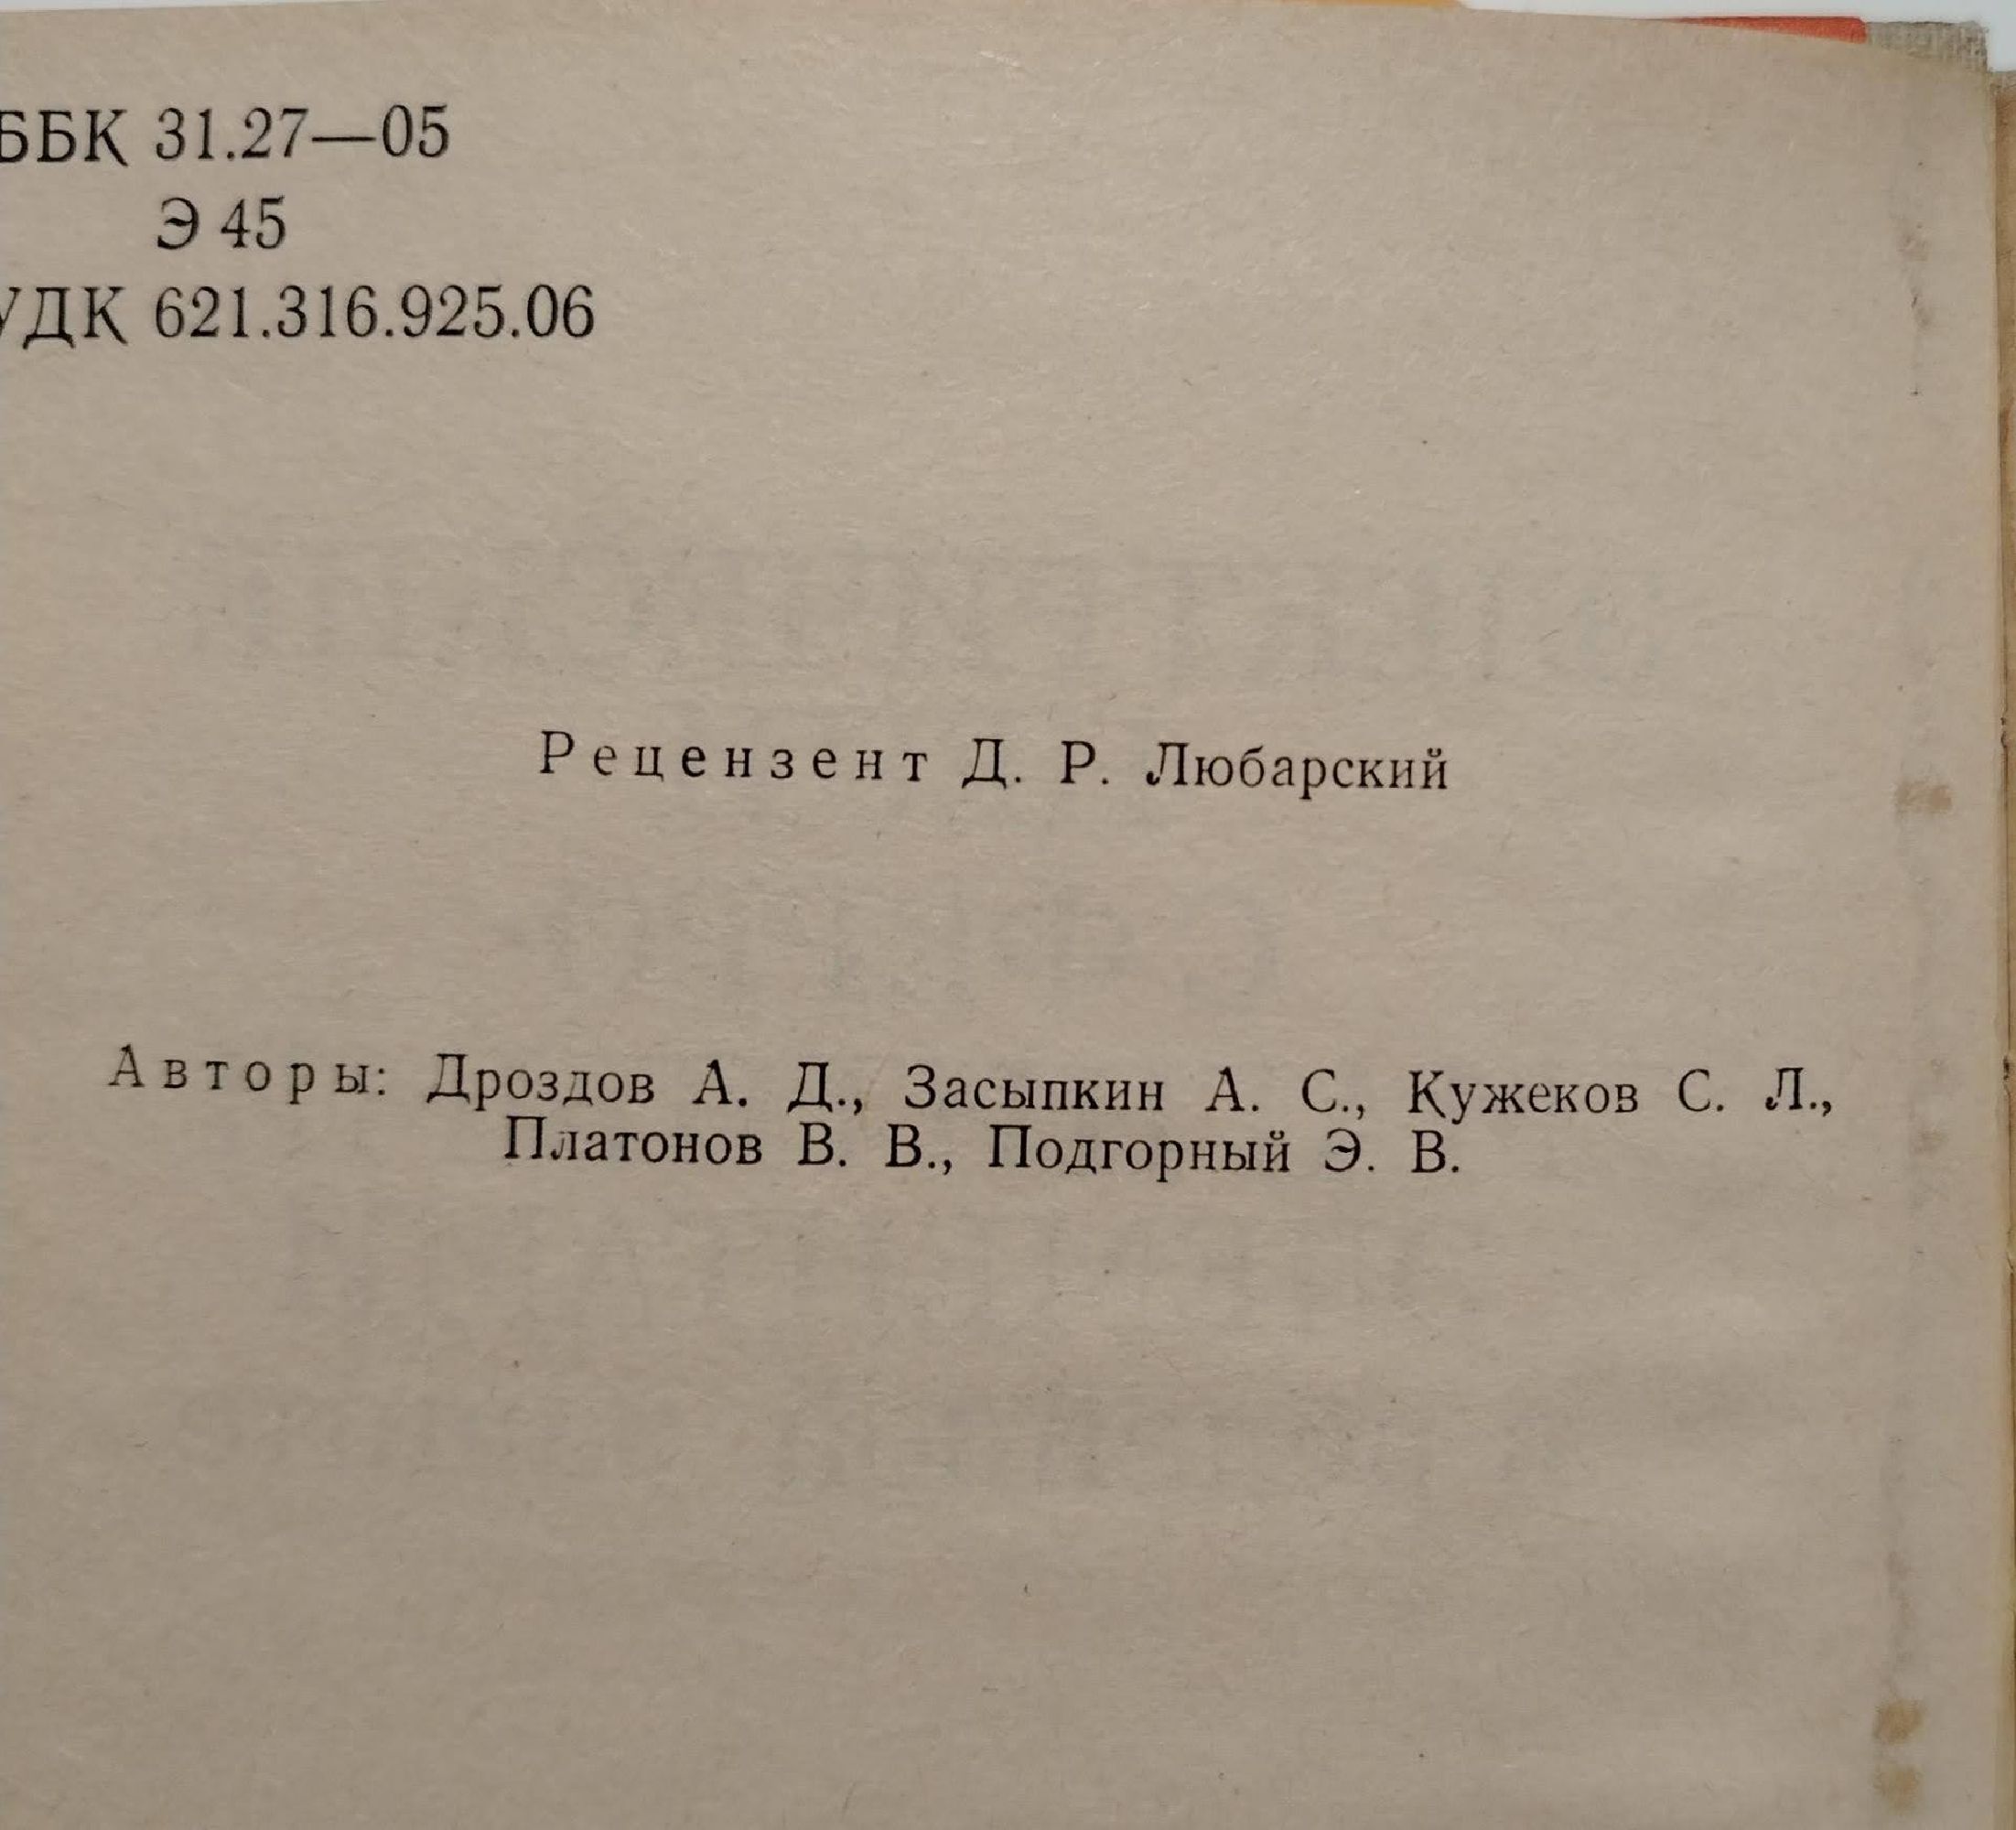 ББК 31.27—05
Э 45
УДК 621.316.925.06
Рецензент Д. Р. Любарский
Авторы: Дроздов А. Д., Засыпкин А. С., Кужеков С. Л.,
Платонов В. В., Подгорный Э. В.